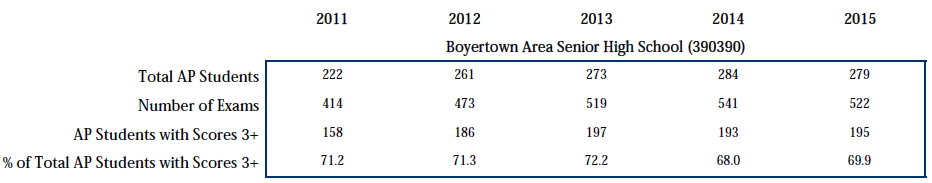 2011 2012 2013 2014 2015
Boyertown Area Senior High School (390390)
Total AP Students 222 261 273 284 279
Number of Exams 414 473 519 541 522
AP Students with Scores 3+ 158 186 197 193 195
% of Total AP Students with Scores 3+ 71.2 71.3 72.2 68.0 69.9